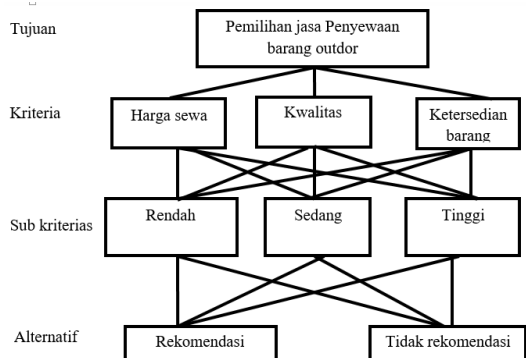 Tujuan
Pemilihan jasa Penyewaan
barang outdor
Kriteria
Harga sewa
Kwalitas
Ketersedian
barang
Sub kriterias
Rendah
Sedang
Tinggi
Alternatif
Rekomendasi
Tidak rekomendasi